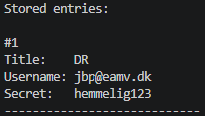 Stored entries:
#1
Title:    DR
Username: jbp@eamv.dk
Secret:   hemmelig123
----------------------------